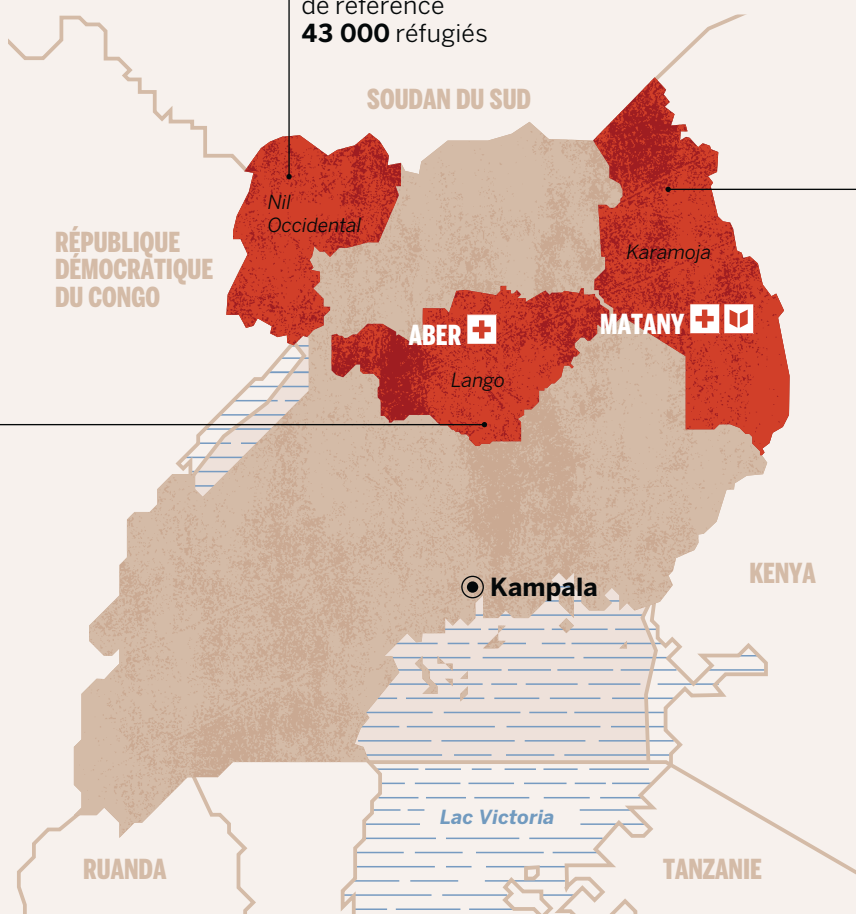 de référence
43 000 réfugiés
SOUDAN DU SUD
Nil
Occidental
RÉPUBLIQUE
DÉMOCRATIQUE
DU CONGO
Karamoja
ABER
MATANY
Lango
KENYA
Kampala
Lac Victoria
RUANDA
TANZANIE